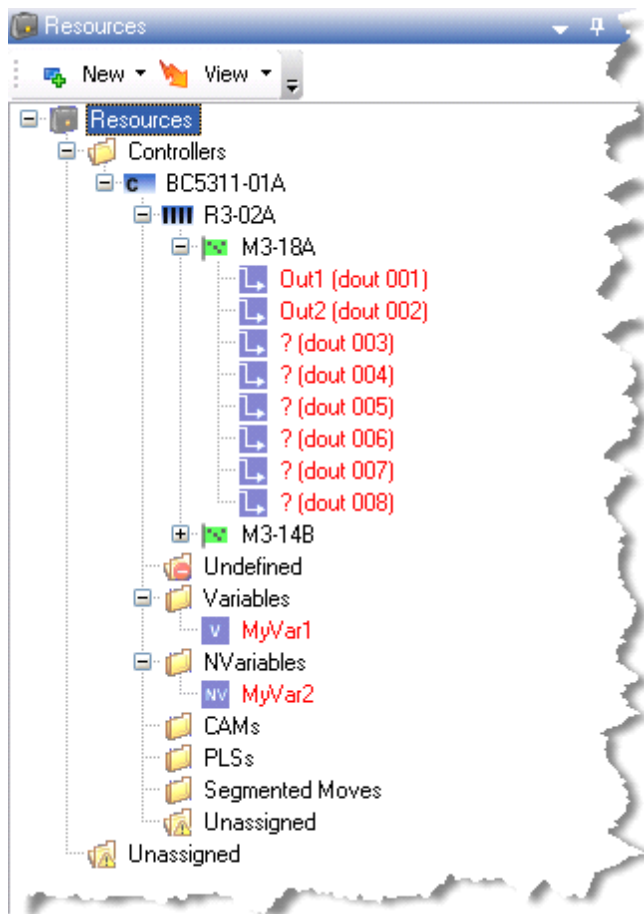 Resources
New View
Resources
Controllers
C BC5311-01A
R3-02A
M3-18A
Out1 (dout 001)
Out2 (dout 002)
? (dout 003)
? (dout 004)
? (dout 005)
? (dout 006)
? (dout 007)
? (dout 008)
M3-14B
Undefined
Variables
V MyVar1
NVariables
NV MyVar2
CAMs
PLSs
Segmented Moves
Unassigned
Unassigned